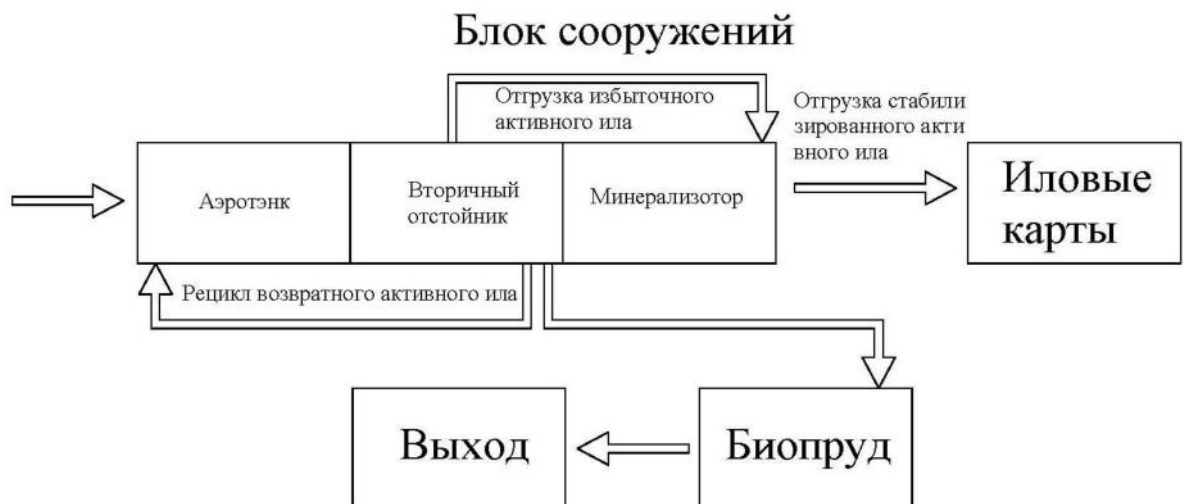 Блок сооружений
Отгрузка избыточного
активного ила
Отгрузка стабили
зированного акти
вного ила
Аэротэнк
Вторичный
отстойник
Минерализотор
Иловые
карты
Рецикл возвратного активного ила
Выход
Биопруд